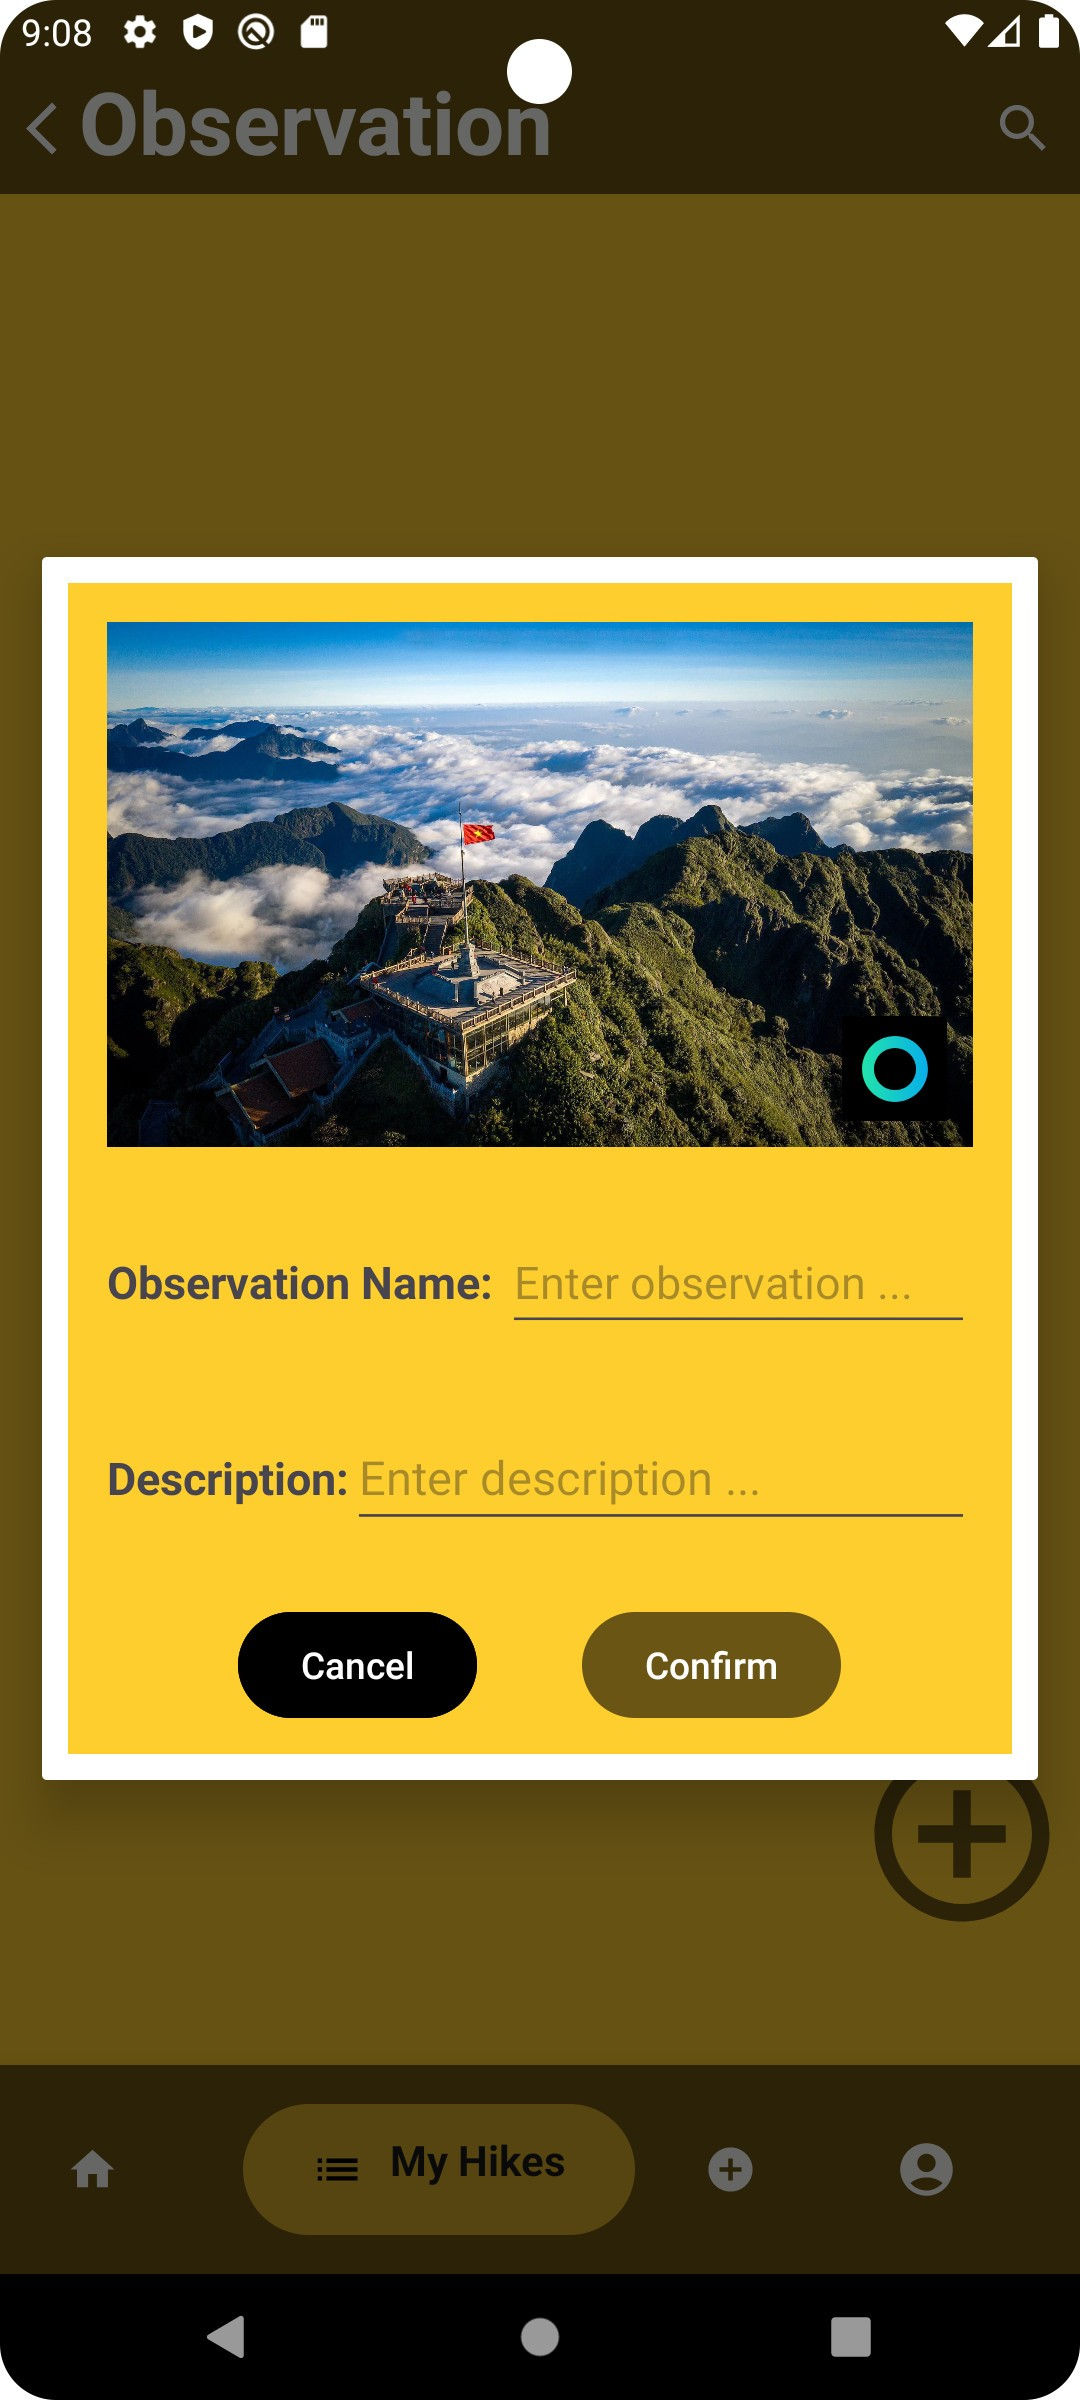 9:08
Observation
Observation Name: Enter observation ...
Description: Enter description ...
Cancel Confirm
My Hikes